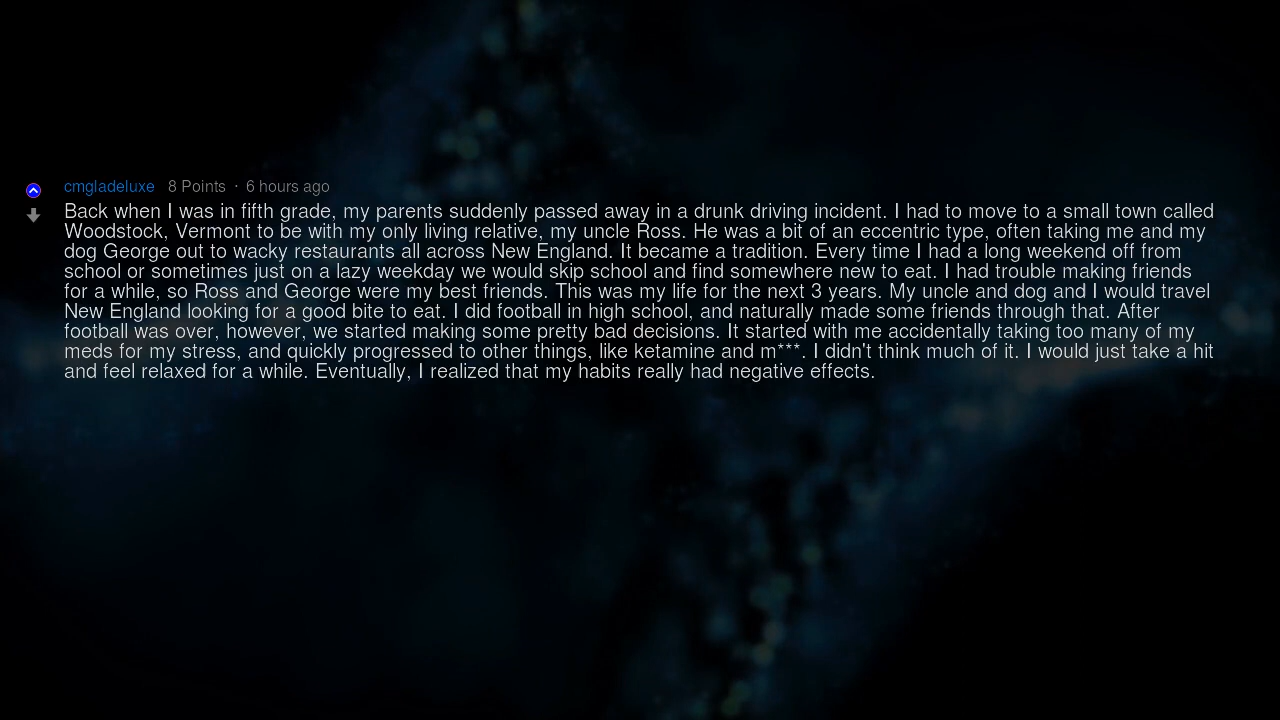 cmgladeluxe 8 Points · 6 hours ago
Back when I was in fifth grade, my parents suddenly passed away in a drunk driving incident. I had to move to a small town called
Woodstock, Vermont to be with my only living relative, my uncle Ross. He was a bit of an eccentric type, often taking me and my
dog George out to wacky restaurants all across New England. It became a tradition. Every time I had a long weekend off from
school or sometimes just on a lazy weekday we would skip school and find somewhere new to eat. I had trouble making friends
for a while, so Ross and George were my best friends. This was my life for the next 3 years. My uncle and dog and I would travel
New England looking for a good bite to eat. I did football in high school, and naturally made some friends through that. After
football was over, however, we started making some pretty bad decisions. It started with me accidentally taking too many of my
meds for my stress, and quickly progressed to other things, like ketamine and m***. I didn't think much of it. I would just take a hit
and feel relaxed for a while. Eventually, I realized that my habits really had negative effects.